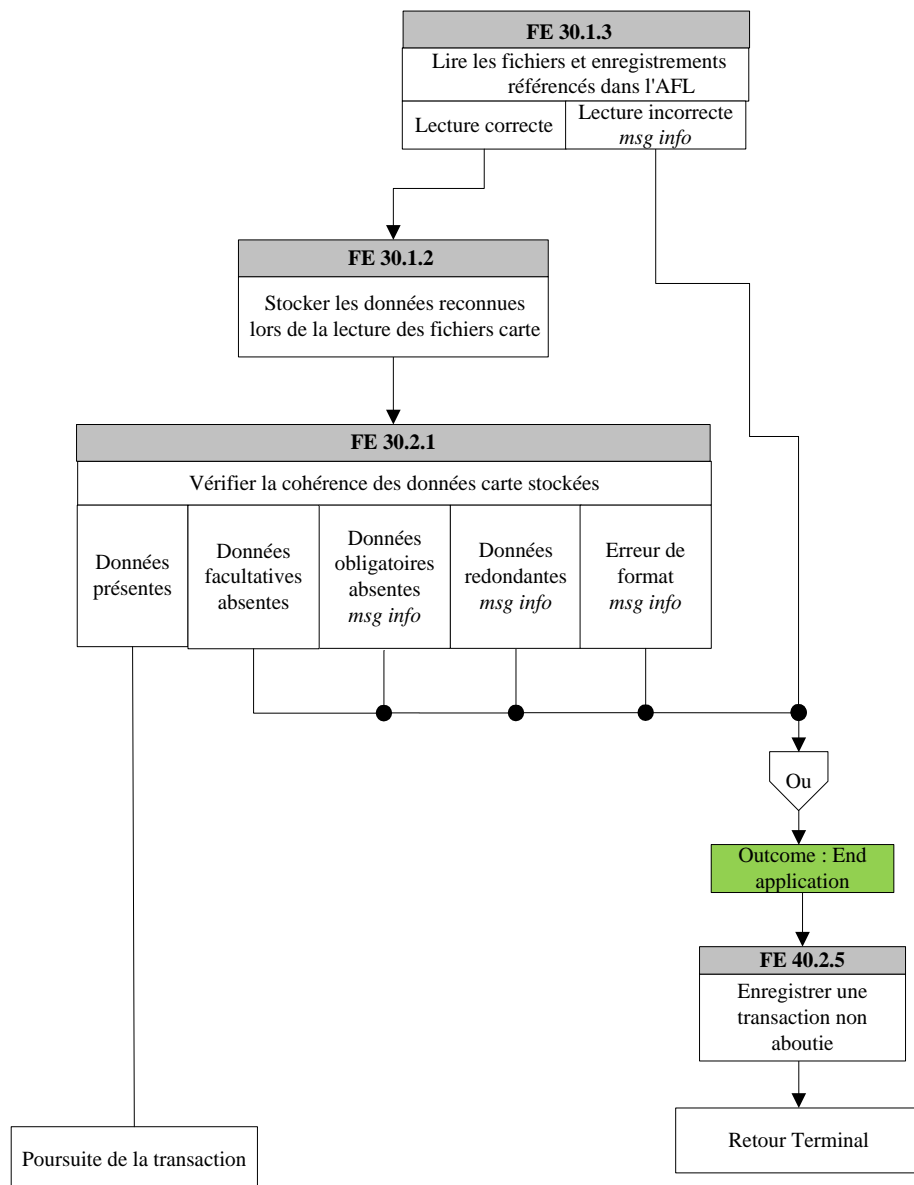 FE 30.1.3
Lire les fichiers et enregistrements
référencés dans l'AFL
Lecture correcte
Lecture incorrecte
msg info
FE 30.1.2
Stocker les données reconnues
lors de la lecture des fichiers carte
FE 30.2.1
Vérifier la cohérence des données carte stockées
Données
présentes
Données
facultatives
absentes
Données
obligatoires
absentes
msg info
Données
redondantes
msg info
Erreur de
format
msg info
Ou
Outcome : End
application
FE 40.2.5
Enregistrer une
transaction non
aboutie
Retour Terminal
Poursuite de la transaction